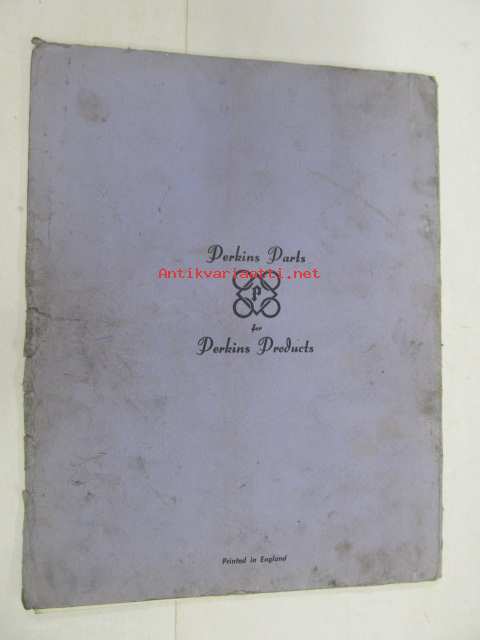 Perkins Parts
Antikvariaatti.net
P
for
Perkins Products
Printed in England